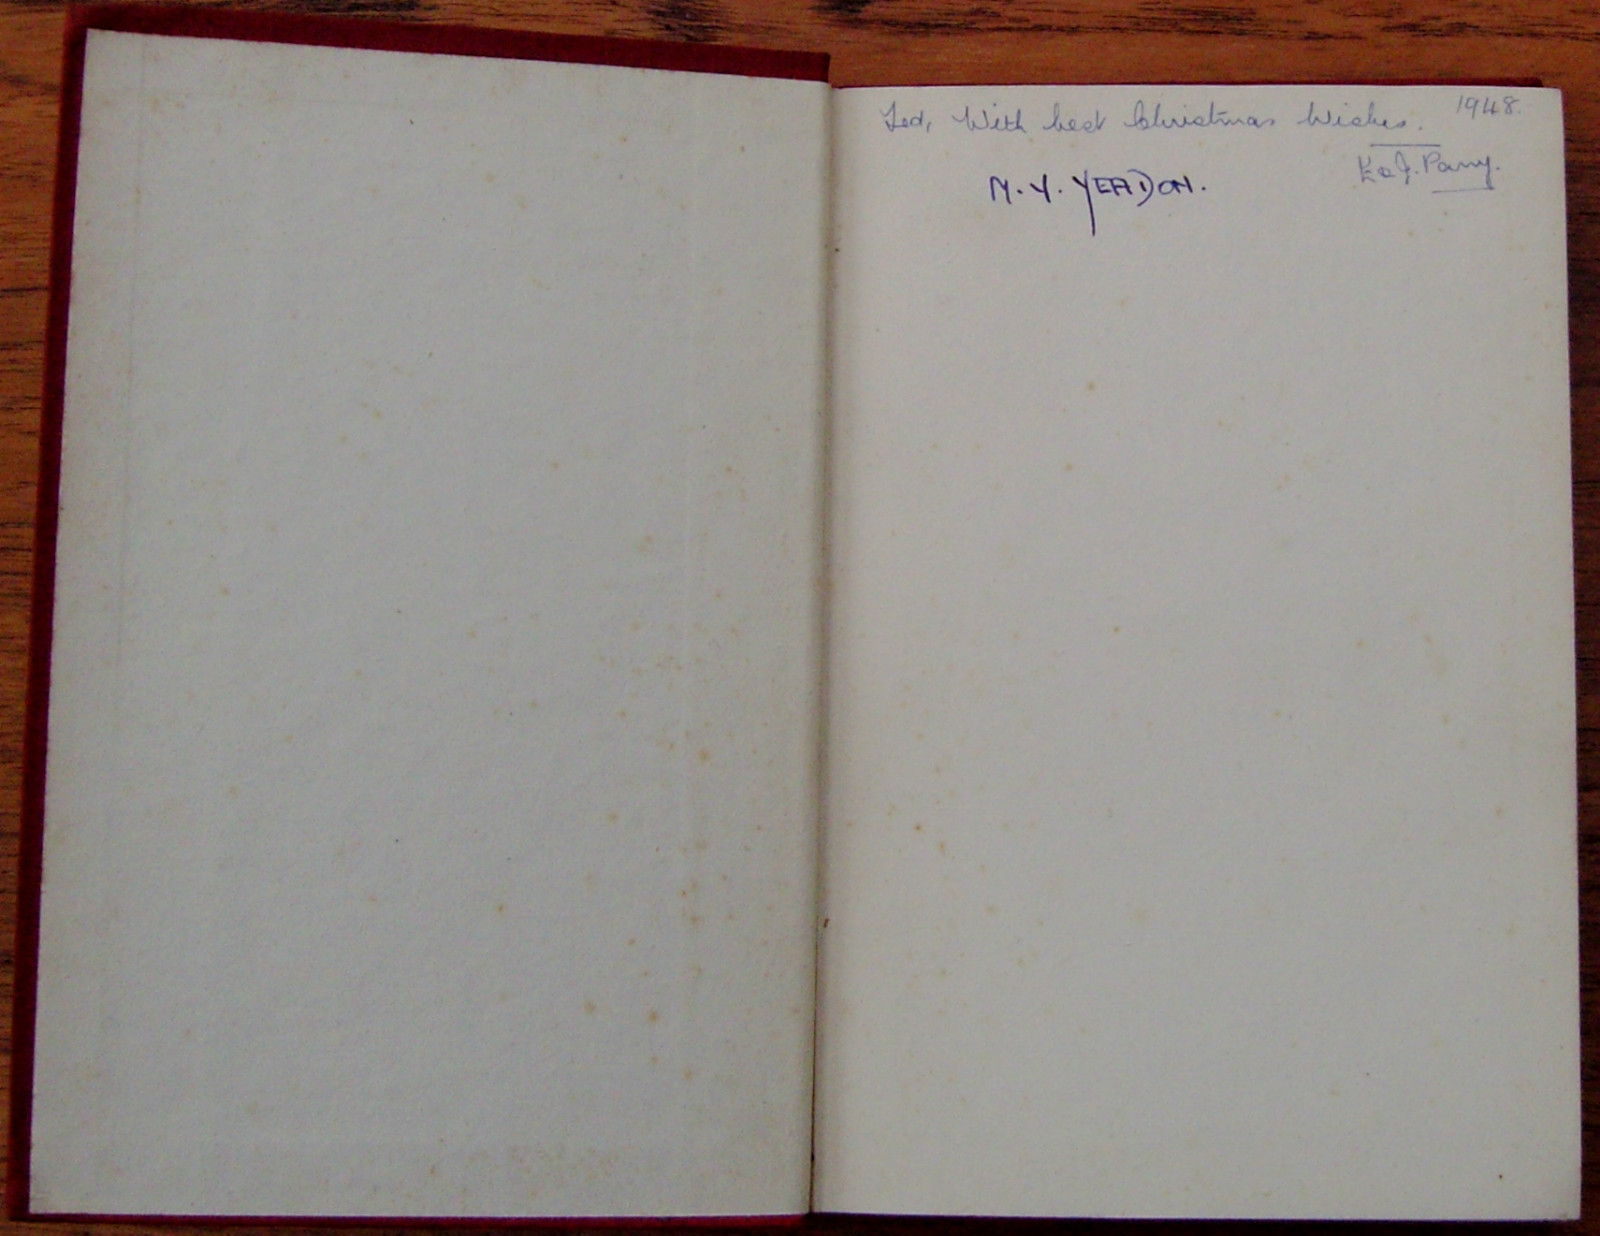 Ted, With best Christmas Wishes. 1948.
Parry.
YEADON.